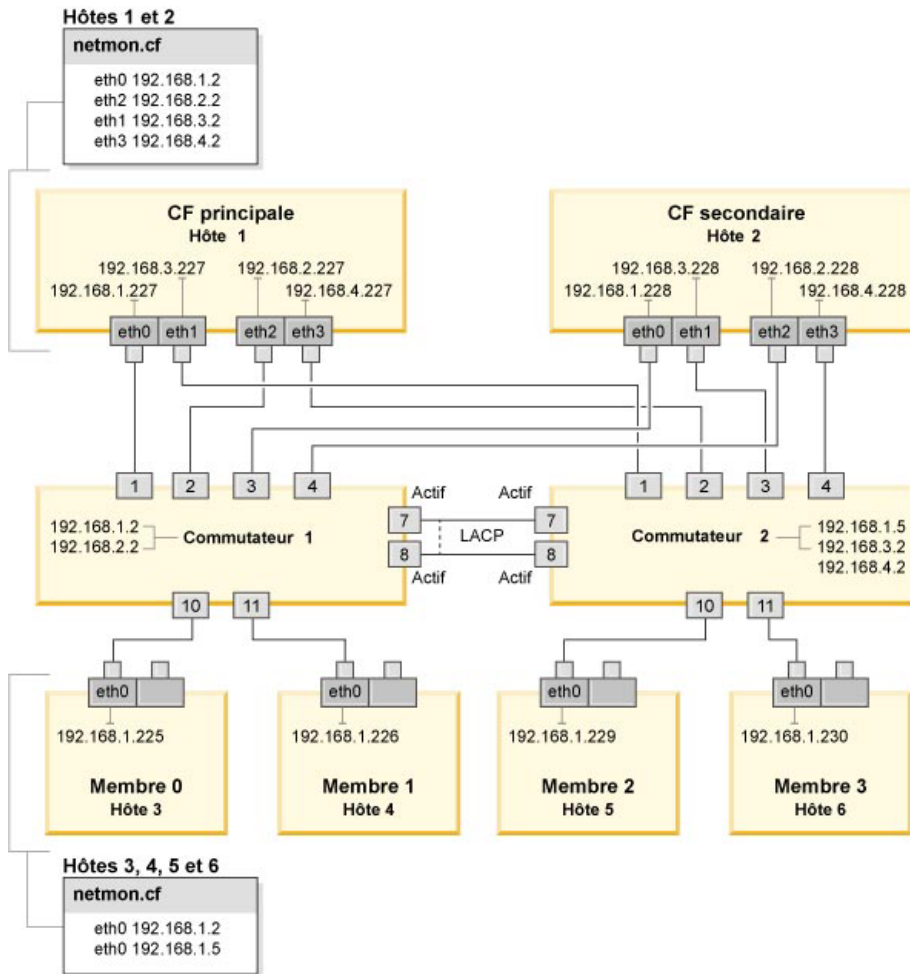 Hôtes 1 et 2
netmon.cf
eth0 192.168.1.2
eth2 192.168.2.2
eth1 192.168.3.2
eth3 192.168.4.2
CF principale
Hôte 1
192.168.3.227 192.168.2.227
192.168.1.227 192.168.4.227
eth0 eth1 eth2 eth3
CF secondaire
Hôte 2
192.168.3.228 192.168.2.228
192.168.1.228 192.168.4.228
eth0 eth1 eth2 eth3
1 2 3 4
192.168.1.2
192.168.2.2
Commutateur 1
Actif
7
8
Actif
10 11
LACP
1 2 3 4
Actif
7
8
Actif
Commutateur 2
192.168.1.5
192.168.3.2
192.168.4.2
10 11
eth0
192.168.1.225
Membre 0
Hôte 3
eth0
192.168.1.226
Membre 1
Hôte 4
eth0
192.168.1.229
Membre 2
Hôte 5
eth0
192.168.1.230
Membre 3
Hôte 6
Hôtes 3, 4, 5 et 6
netmon.cf
eth0 192.168.1.2
eth0 192.168.1.5